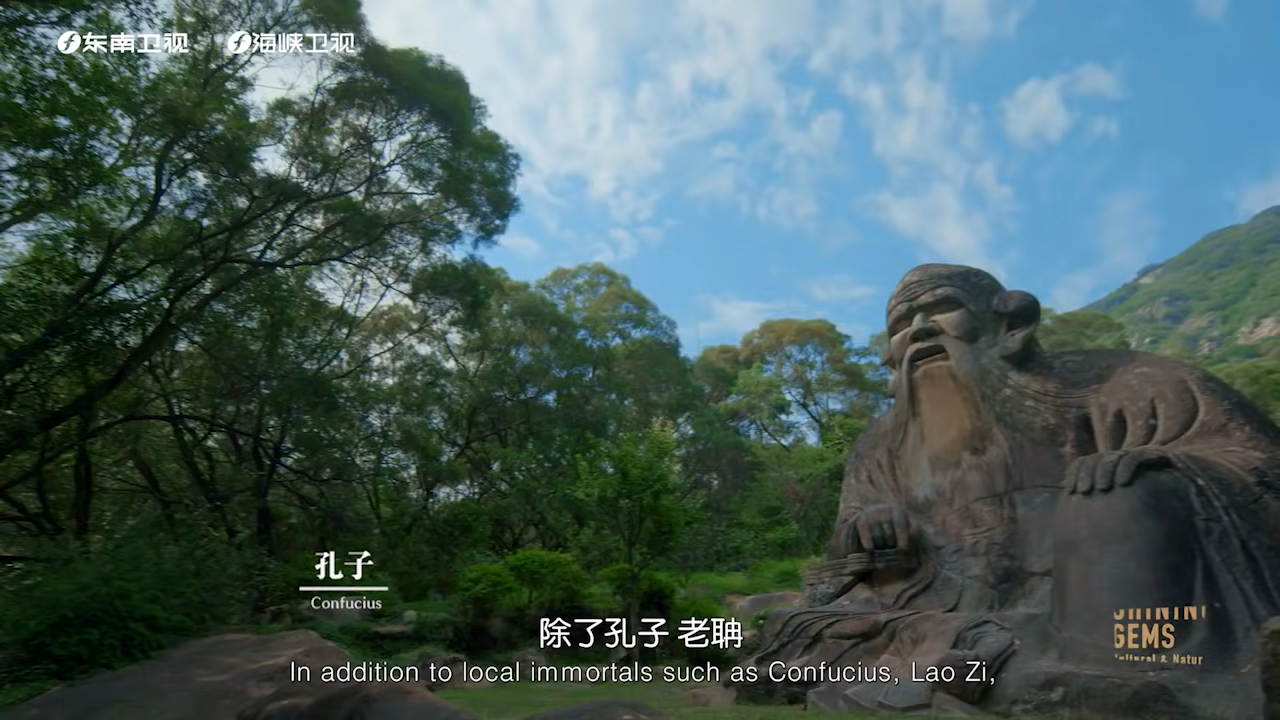 东南卫视 海峡卫视
孔子
Confucius
除了孔子 老聃
In addition to local immortals such as Confucius, Lao Zi,
GEMS